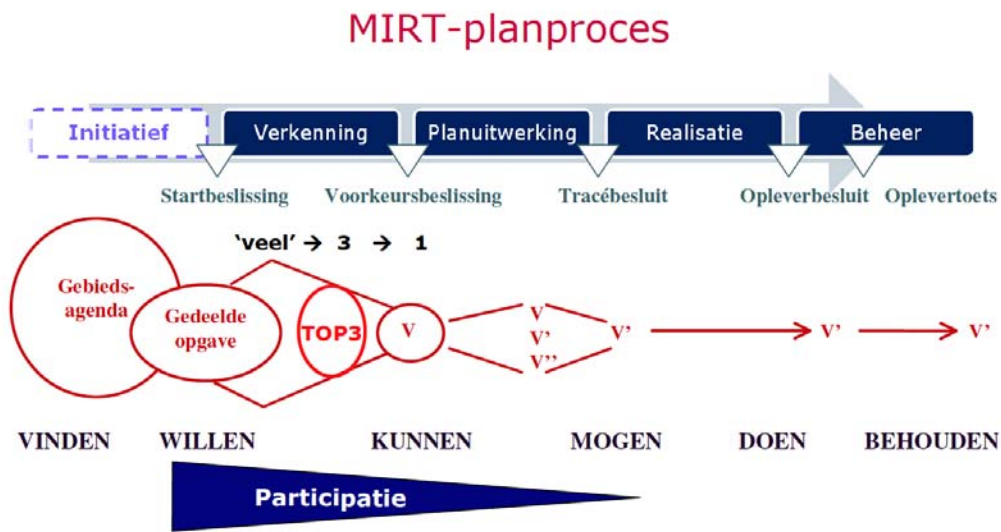 MIRT-planproces
Initiatief
Verkenning
Planuitwerking
Realisatie
Beheer
Startbeslissing
Voorkeursbeslissing
Tracébesluit
Opleverbesluit
Oplevertoets
‘veel’ → 3 → 1
Gebieds-
agenda
Gedeelde
opgave
TOP3
V
V
V'
V''
V'
V'
V'
VINDEN
WILLEN
KUNNEN
MOGEN
DOEN
BEHOUDEN
Participatie